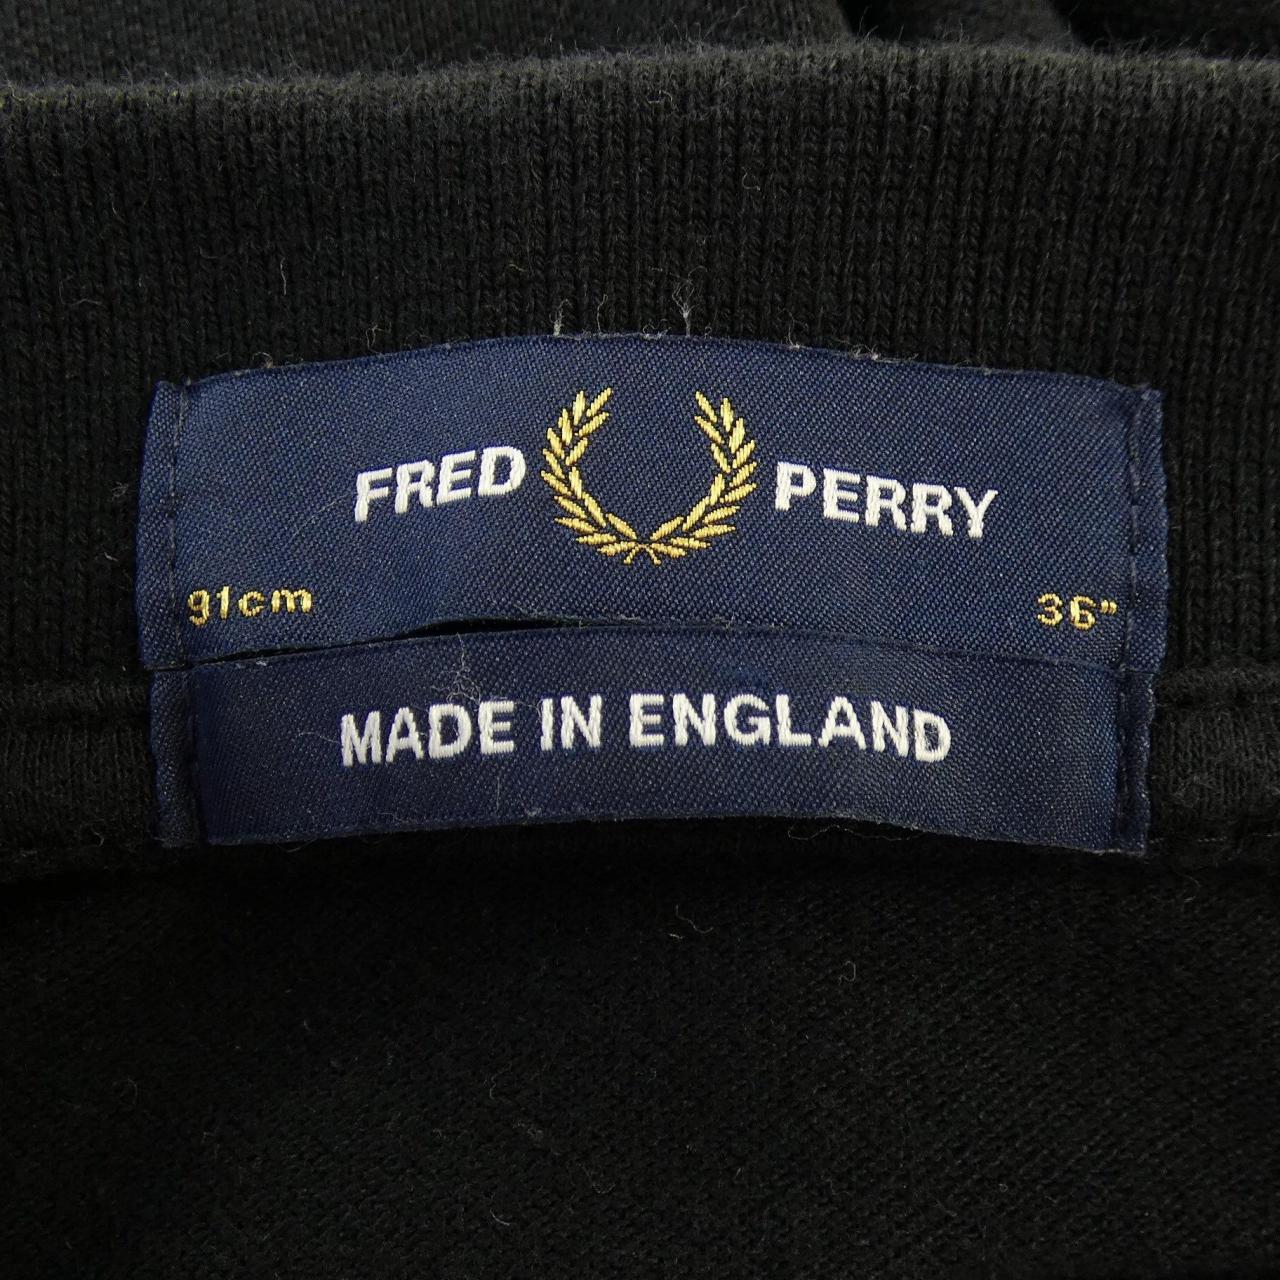 FRED PERRY
91cm 36"
MADE IN ENGLAND